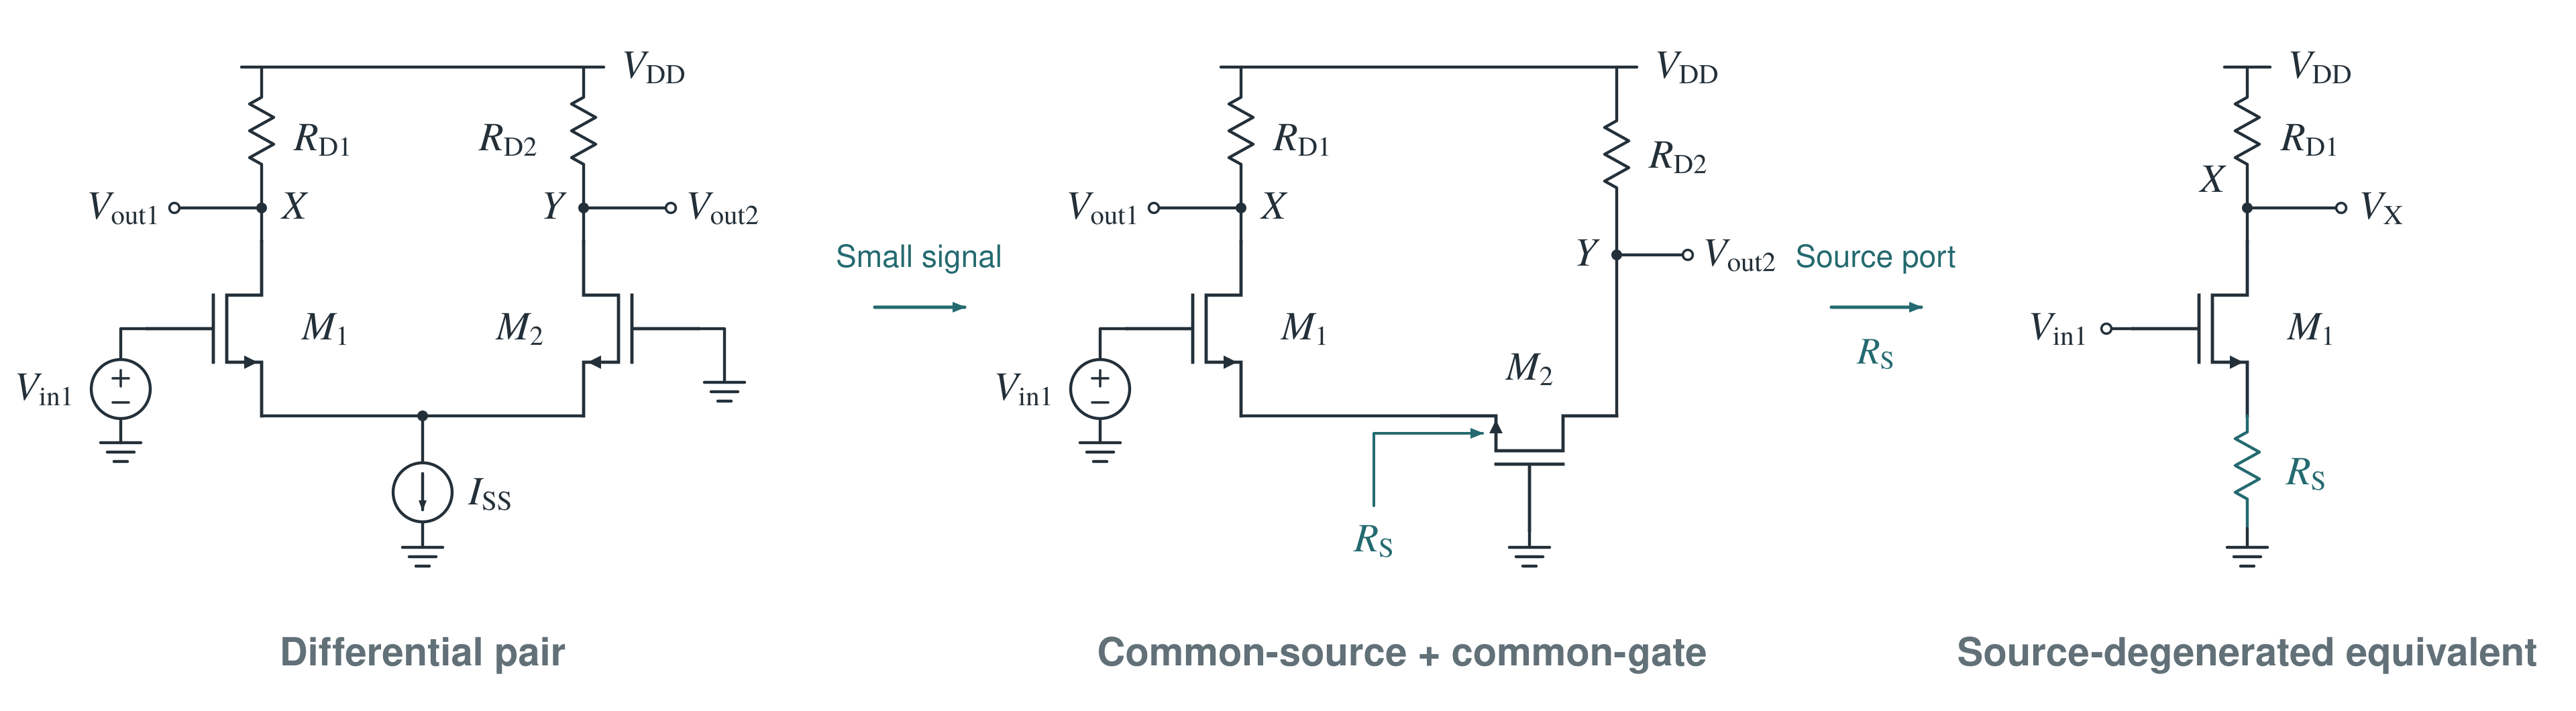 VDD
RD1
RD2
Vout1
X
Y
Vout2
M1
M2
Vin1
+
−
ISS
Differential pair
Small signal
VDD
RD1
RD2
Vout1
X
Y
Vout2
M1
M2
Vin1
+
−
RS
Common-source + common-gate
Source port
RS
VDD
RD1
X
VX
Vin1
M1
RS
Source-degenerated equivalent